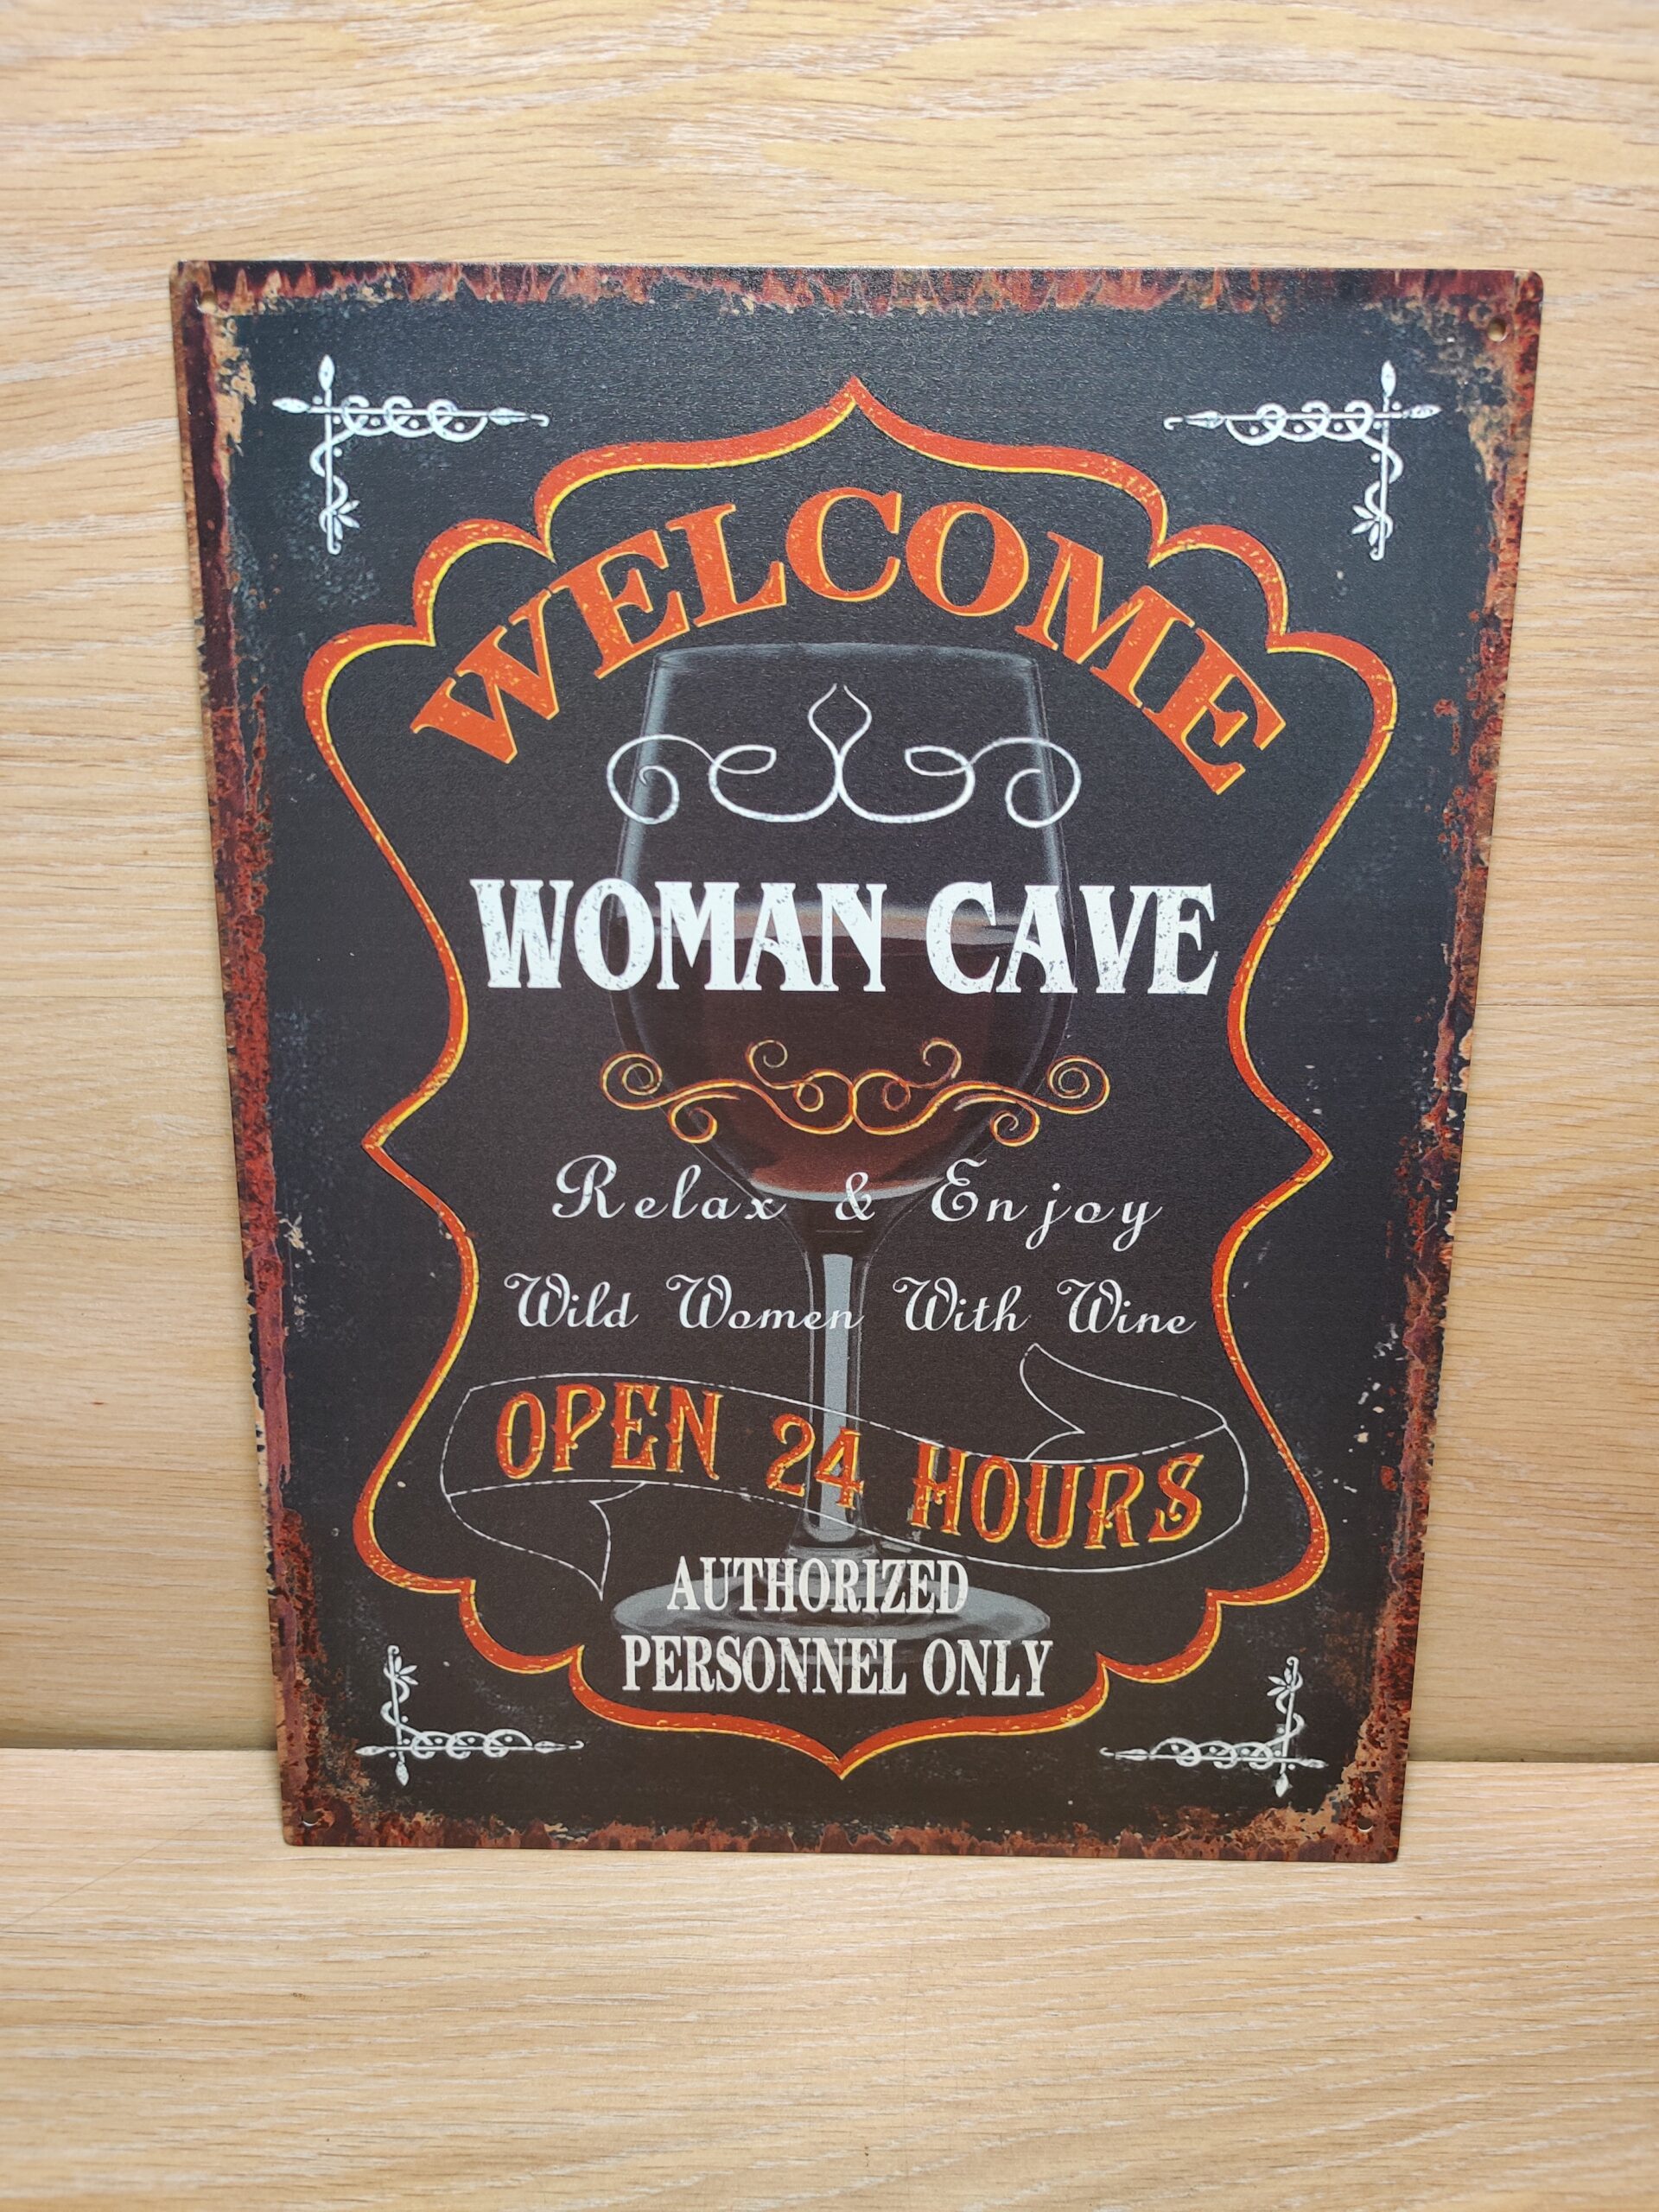 WELCOME
WOMAN CAVE
Relax & Enjoy
Wild Women With Wine
OPEN 24 HOURS
AUTHORIZED
PERSONNEL ONLY